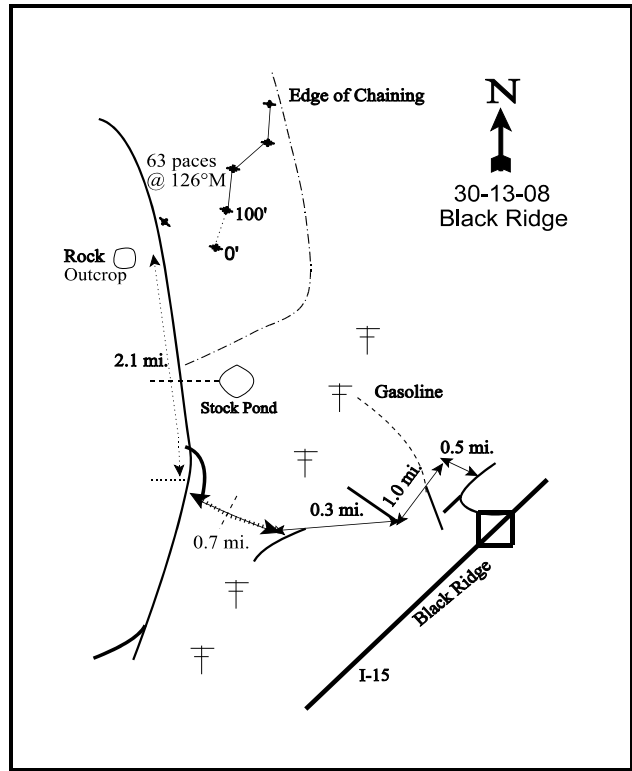 Edge of Chaining
N
63 paces
@ 126°M
30-13-08
Black Ridge
100'
0'
Rock
Outcrop
2.1 mi.
Stock Pond
Gasoline
0.5 mi.
1.0 mi.
0.3 mi.
0.7 mi.
Black Ridge
I-15